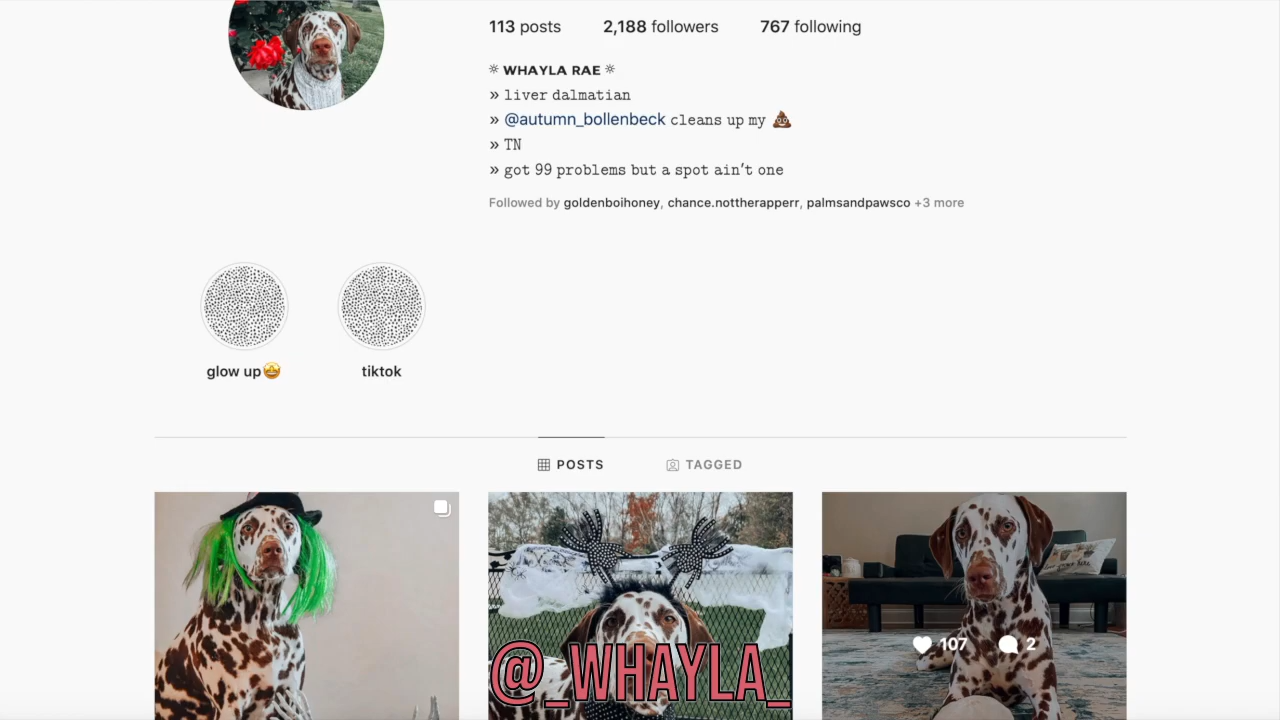 113 posts 2,188 followers 767 following
☼ WHAYLA RAE ☼
» liver dalmatian
» @autumn_bollenbeck cleans up my 💩
» TN
» got 99 problems but a spot ain't one
Followed by goldenboihoney, chance.nottherapperr, palmsandpawsco +3 more
glow up🤩 tiktok
POSTS TAGGED
107 2
@_WHAYLA_